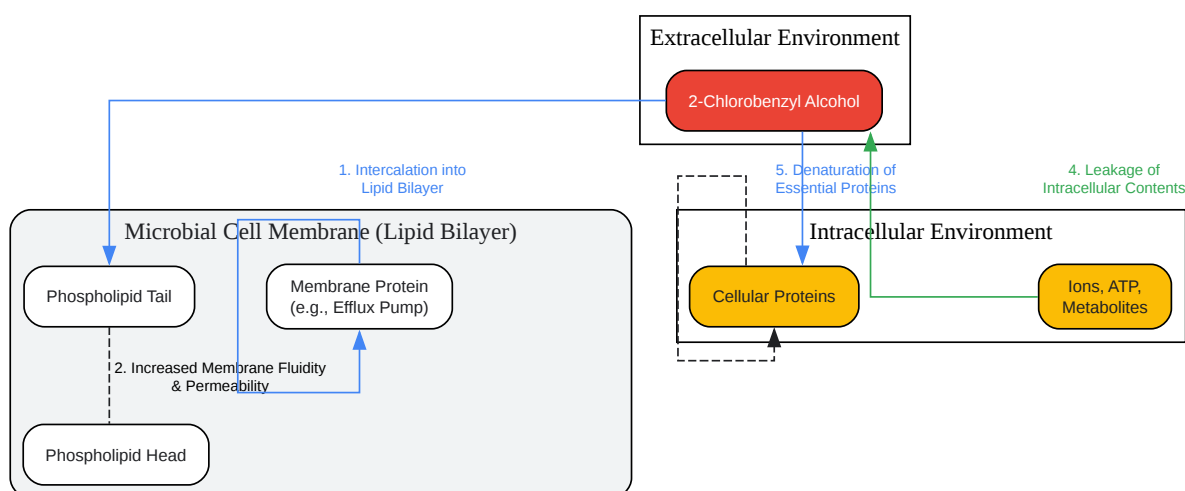 Extracellular Environment
2-Chlorobenzyl Alcohol
1. Intercalation into
Lipid Bilayer
5. Denaturation of
Essential Proteins
4. Leakage of
Intracellular Contents
Microbial Cell Membrane (Lipid Bilayer)
Intracellular Environment
Phospholipid Tail
Membrane Protein
(e.g., Efflux Pump)
Cellular Proteins
Ions, ATP,
Metabolites
2. Increased Membrane Fluidity
& Permeability
Phospholipid Head